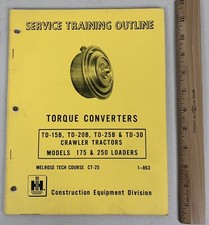 SERVICE TRAINING OUTLINE
TORQUE CONVERTERS
TD-15B, TD-20B, TD-25B & TD-30
CRAWLER TRACTORS
MODELS 175 & 250 LOADERS
MELROSE TECH COURSE CT-25 1-863
Construction Equipment Division